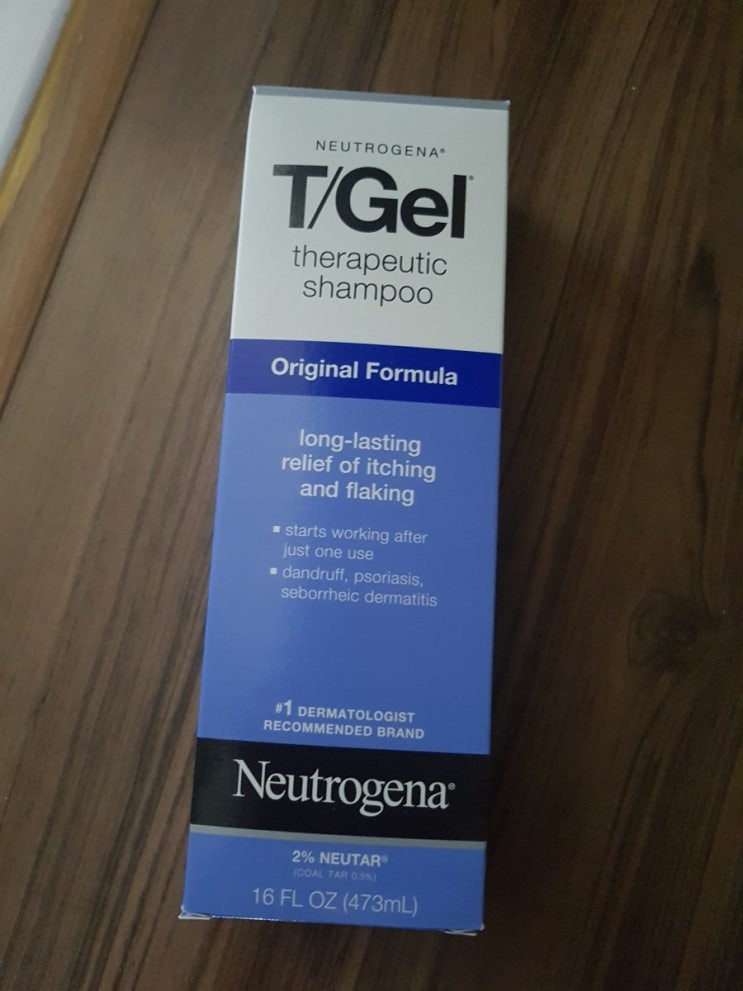 NEUTROGENA®
T/Gel®
therapeutic
shampoo
Original Formula
long-lasting
relief of itching
and flaking
▪ starts working after
just one use
▪ dandruff, psoriasis,
seborrheic dermatitis
#1 DERMATOLOGIST
RECOMMENDED BRAND
Neutrogena®
2% NEUTAR®
(COAL TAR 0.5%)
16 FL OZ (473mL)